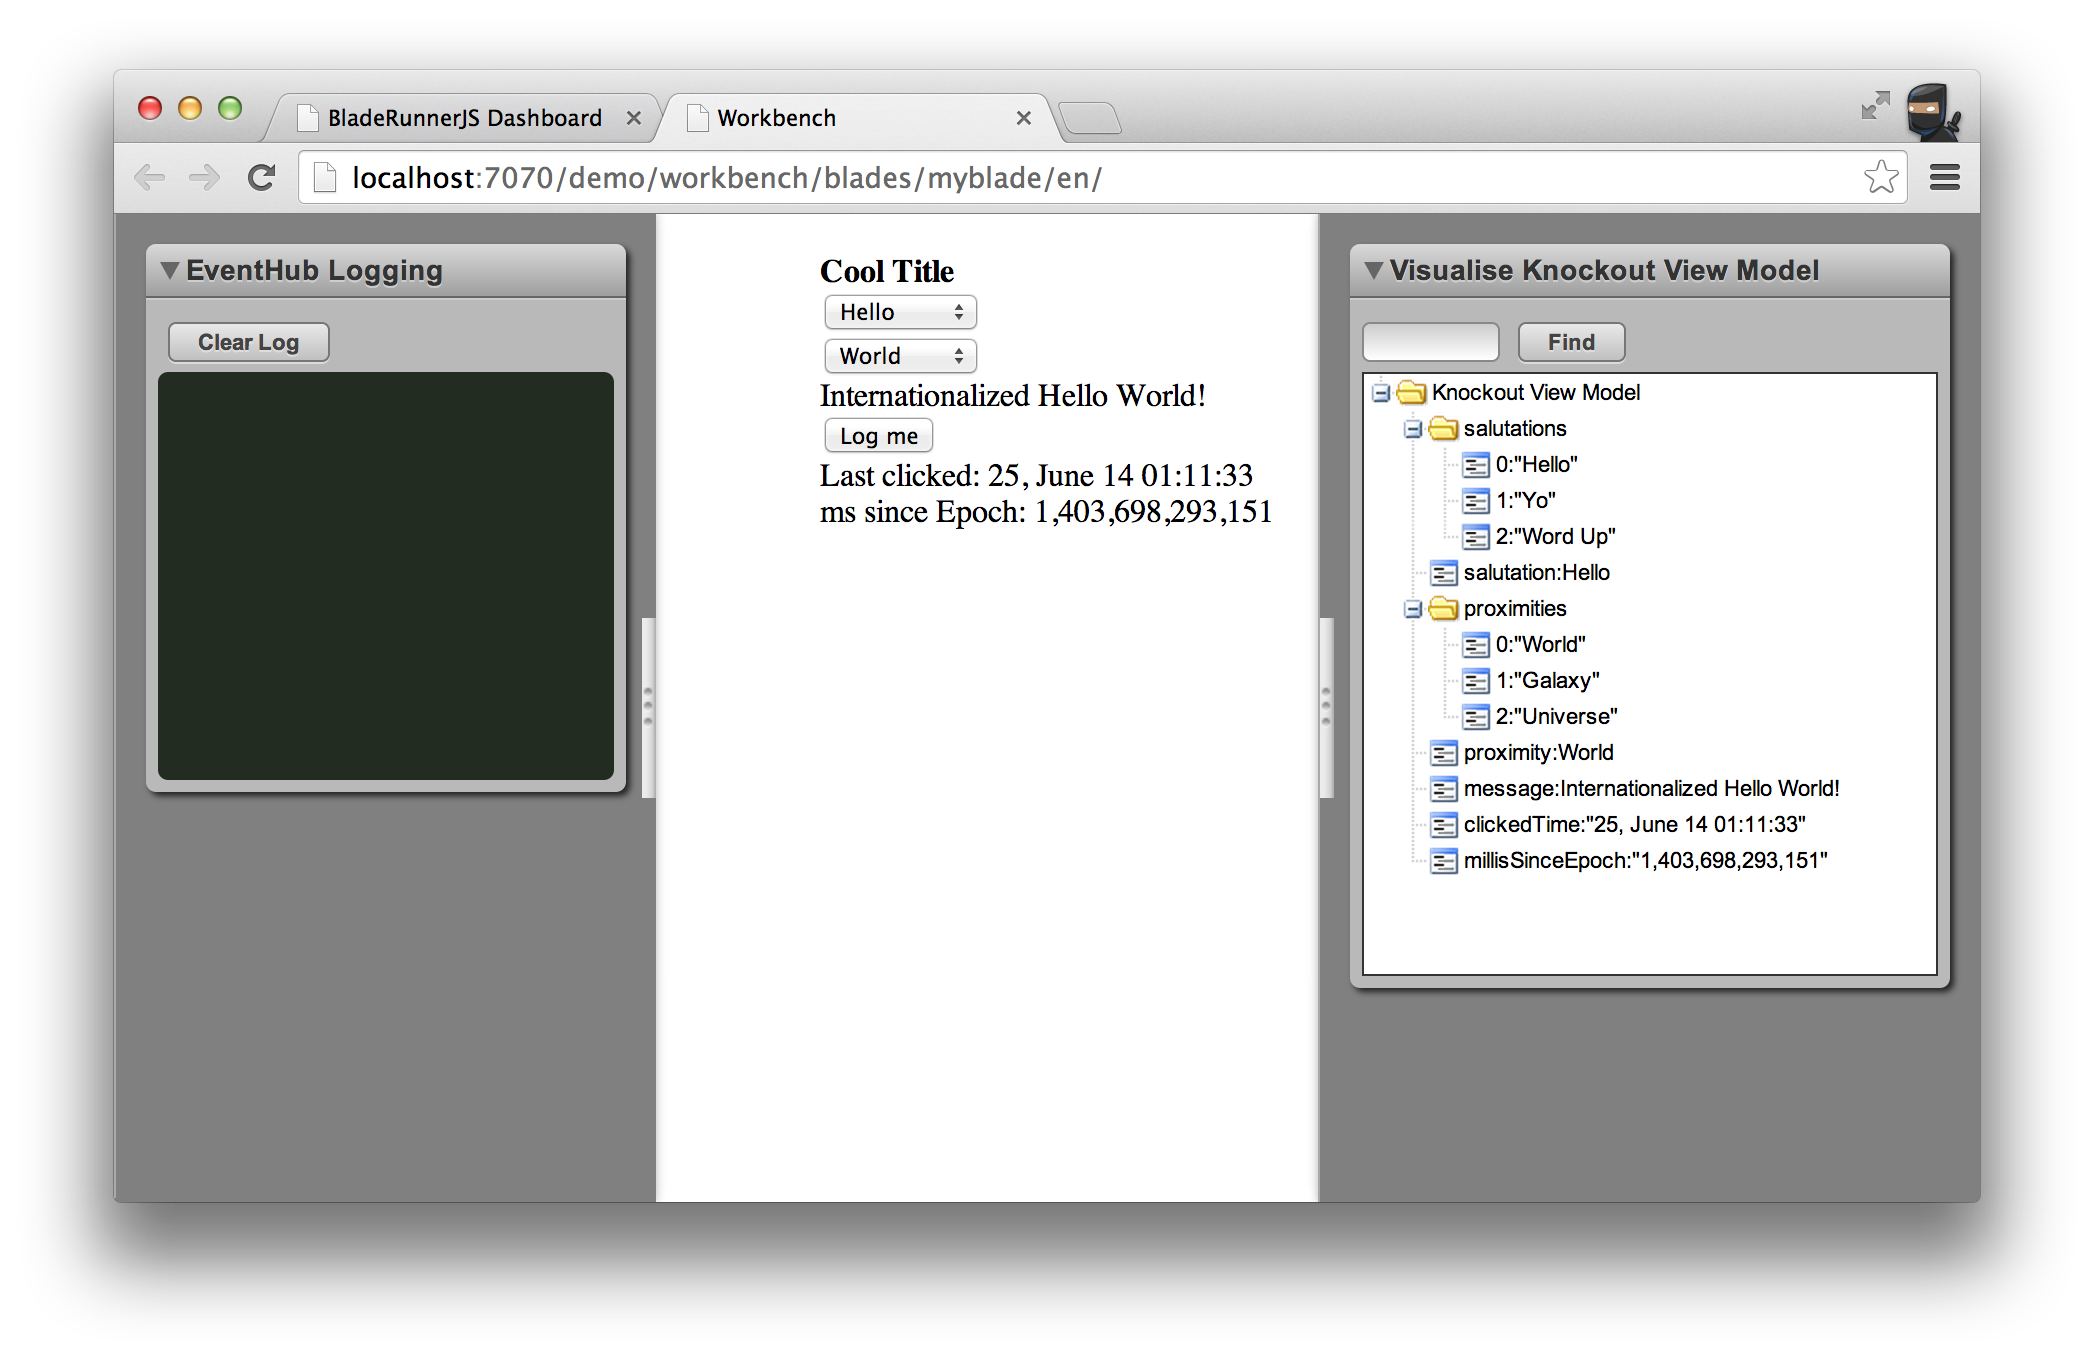 BladeRunnerJS Dashboard
Workbench
localhost:7070/demo/workbench/blades/myblade/en/
EventHub Logging
Clear Log
Cool Title
Hello
World
Internationalized Hello World!
Log me
Last clicked: 25, June 14 01:11:33
ms since Epoch: 1,403,698,293,151
Visualise Knockout View Model
Find
Knockout View Model
salutations
0:"Hello"
1:"Yo"
2:"Word Up"
salutation:Hello
proximities
0:"World"
1:"Galaxy"
2:"Universe"
proximity:World
message:Internationalized Hello World!
clickedTime:"25, June 14 01:11:33"
millisSinceEpoch:"1,403,698,293,151"